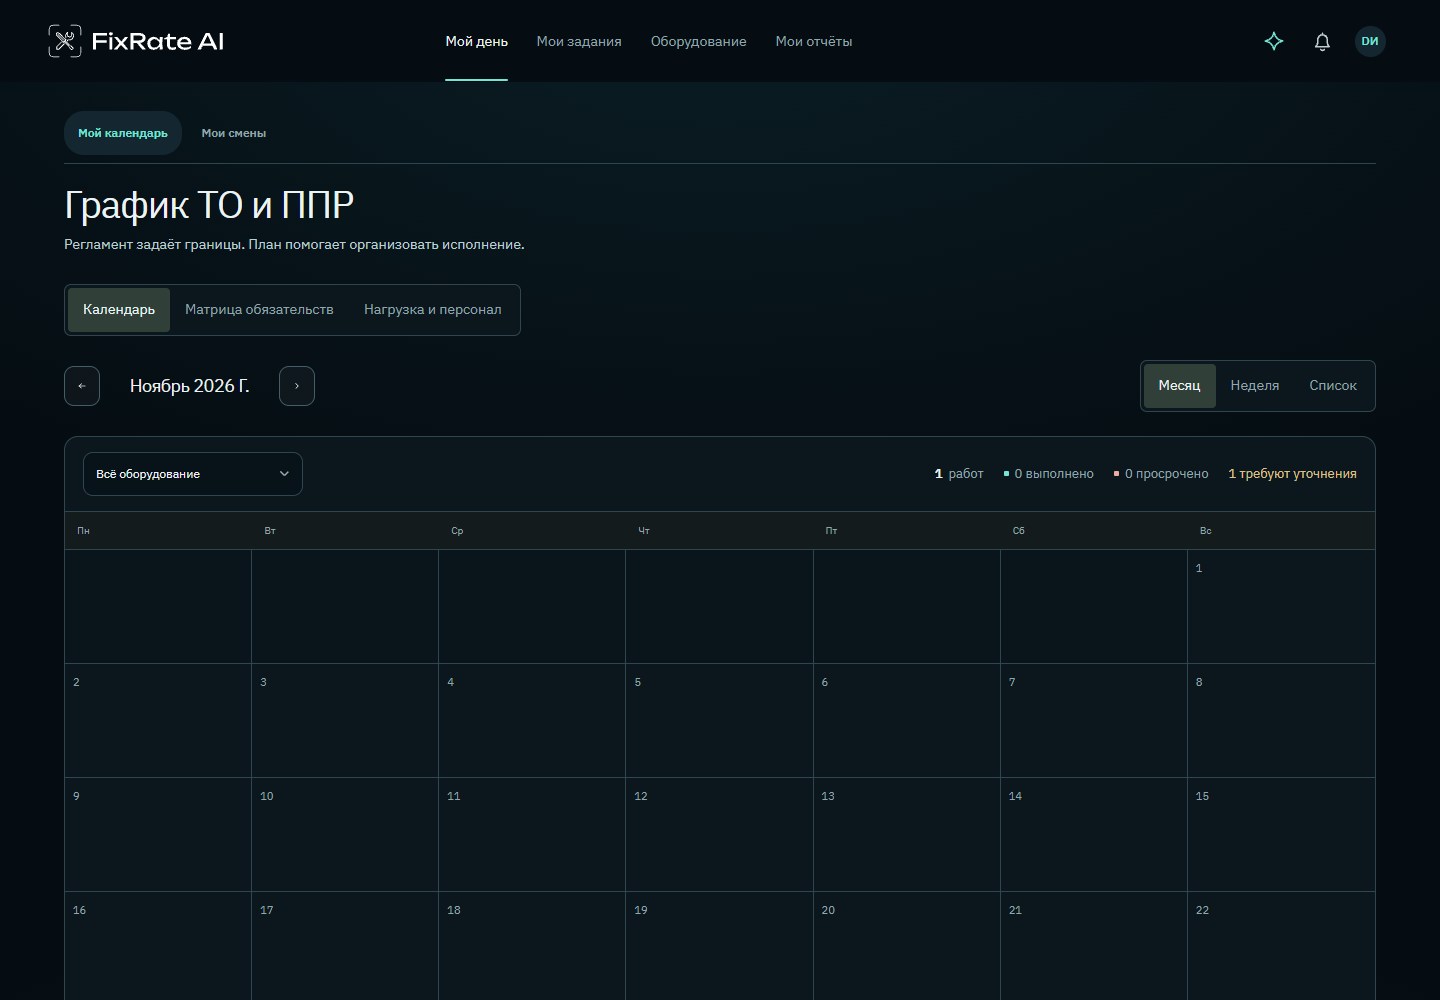 FixRate AI
Мой день Мои задания Оборудование Мои отчёты
DИ
Мой календарь Мои смены
График ТО и ППР
Регламент задаёт границы. План помогает организовать исполнение.
Календарь Матрица обязательств Нагрузка и персонал
Ноябрь 2026 Г.
Месяц Неделя Список
Всё оборудование
1 работ 0 выполнено 0 просрочено 1 требуют уточнения
Пн Вт Ср Чт Пт Сб Вс
1
2 3 4 5 6 7 8
9 10 11 12 13 14 15
16 17 18 19 20 21 22